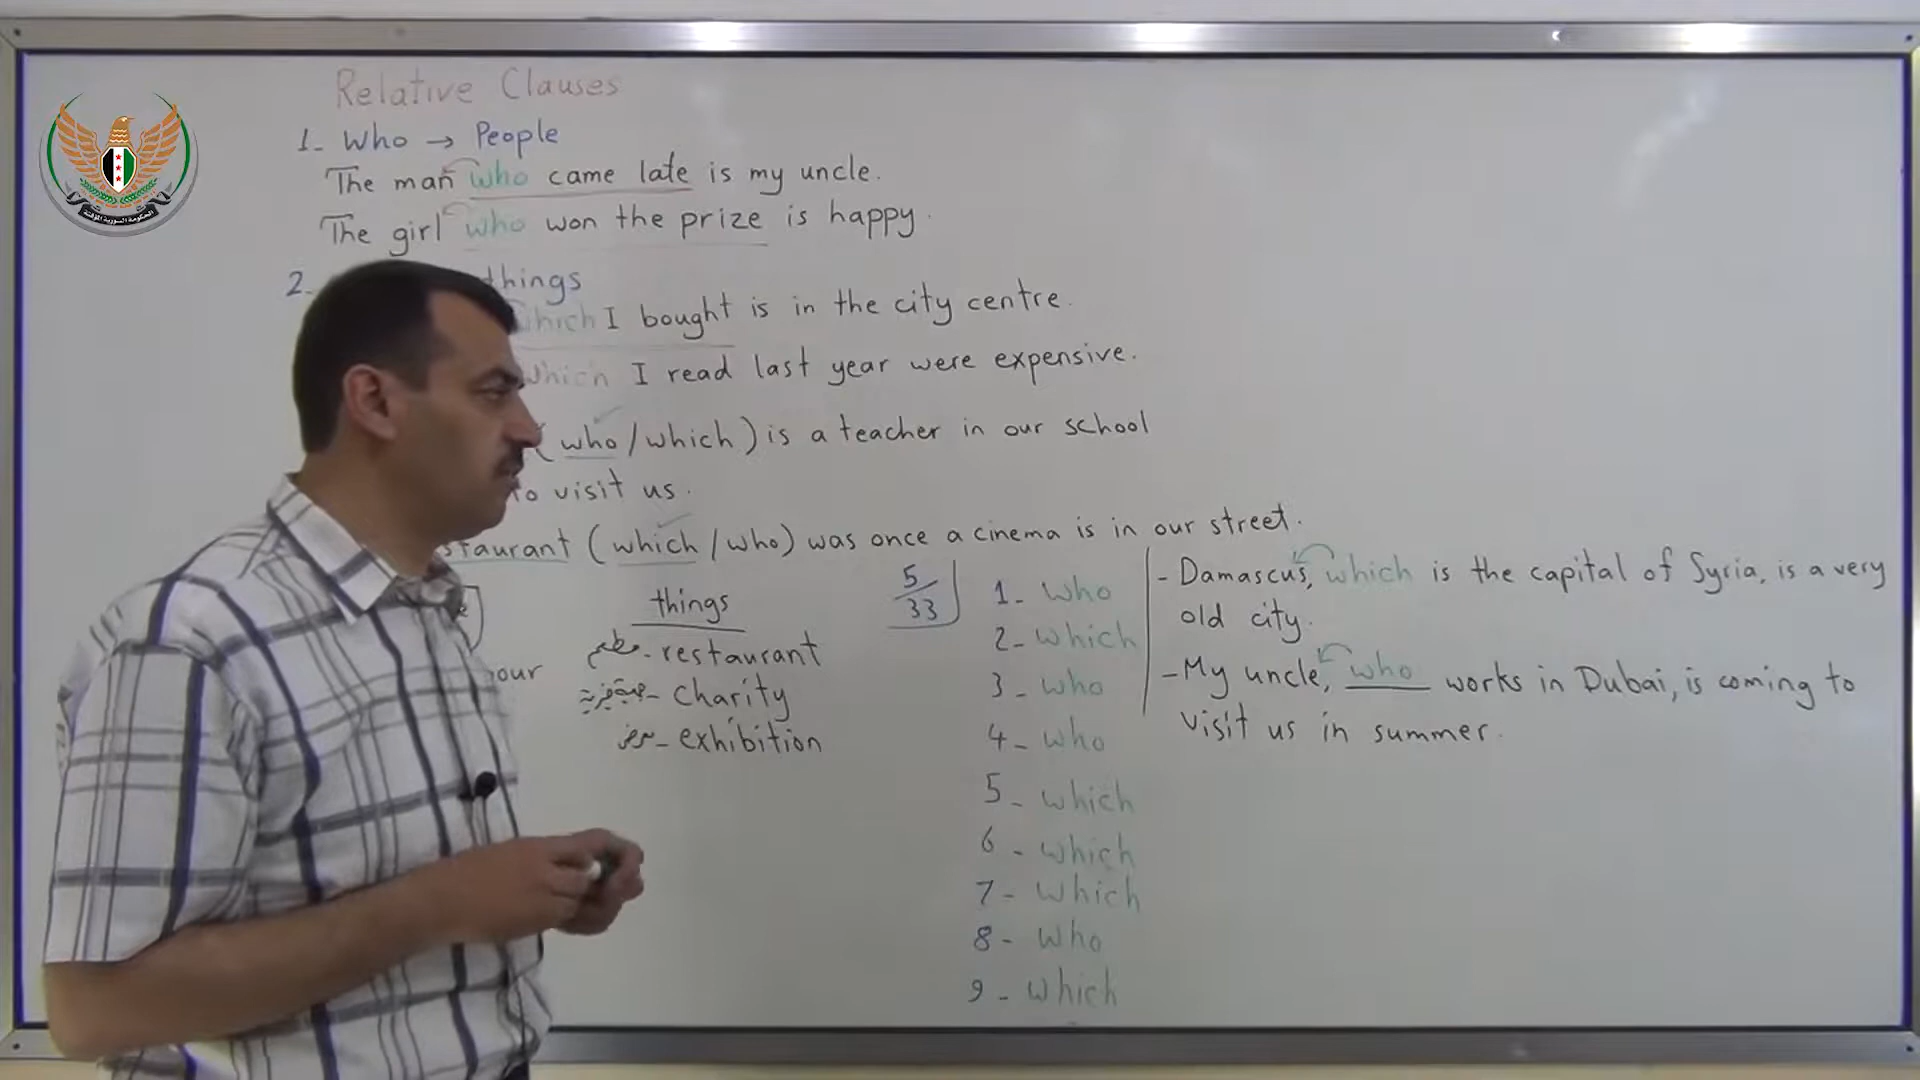 Relative Clauses
1- Who → People
The man who came late is my uncle.
The girl who won the prize is happy.
2- things
which I bought is in the city centre.
which I read last year were expensive.
(who/which) is a teacher in our school
to visit us.
staurant (which/who) was once a cinema is in our street.
things
مطعم - restaurant
our
charity
exhibition
5/33
1- who
2- which
3- who
4- who
5- which
6- which
7- which
8- who
9- which
- Damascus, which is the capital of Syria, is a very
old city.
- My uncle, who works in Dubai, is coming to
visit us in summer.